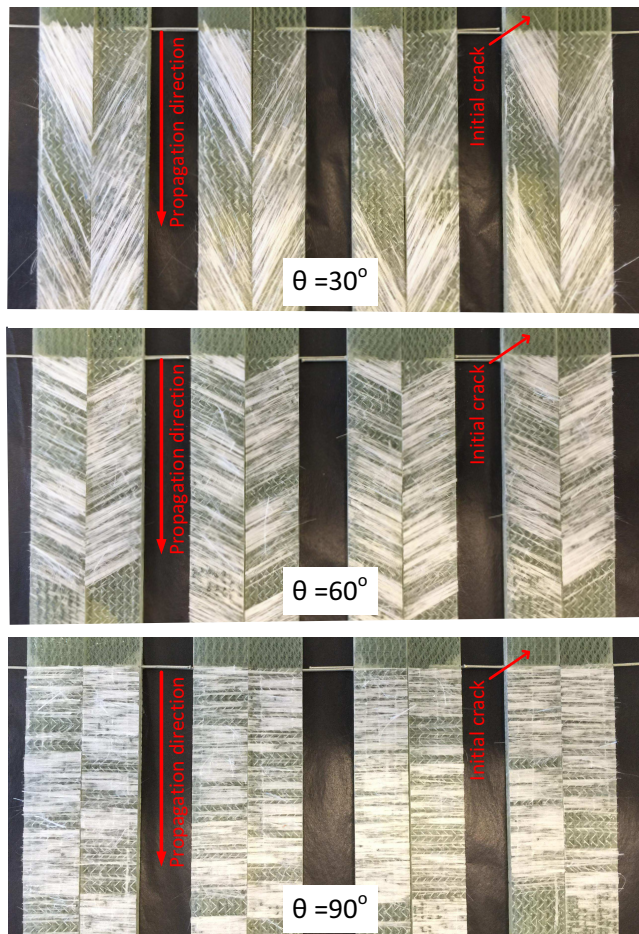 Propagation direction
Initial crack
θ =30°
Propagation direction
Initial crack
θ =60°
Propagation direction
Initial crack
θ =90°